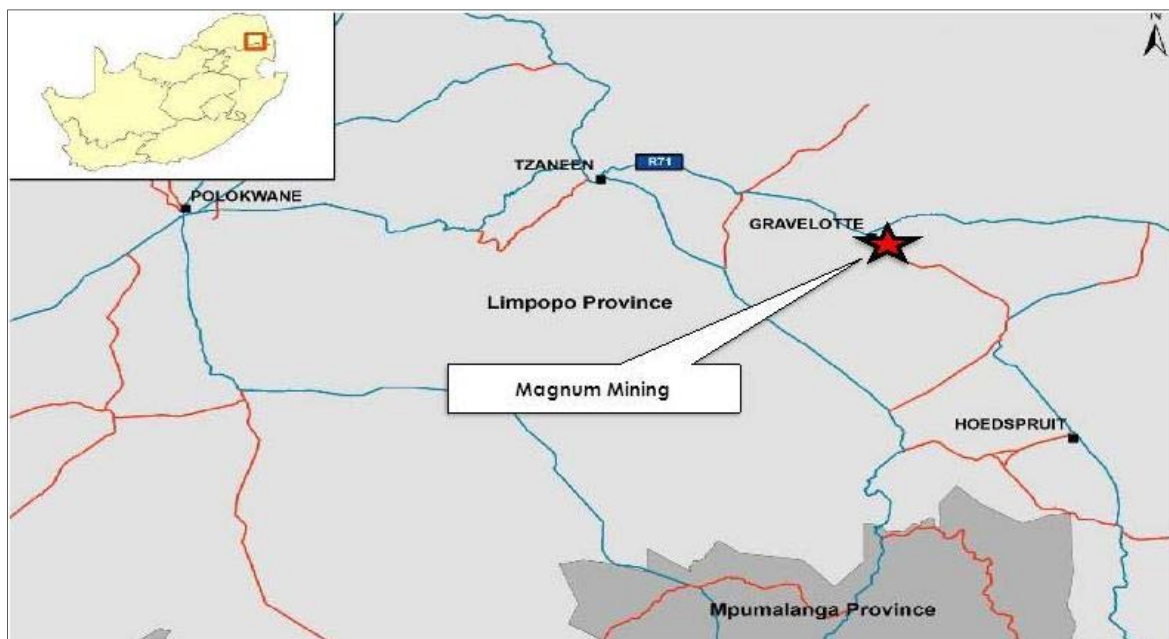 N
TZANEEN
R71
POLOKWANE
GRAVELOTTE
Limpopo Province
Magnum Mining
HOEDSPRUIT
Mpumalanga Province